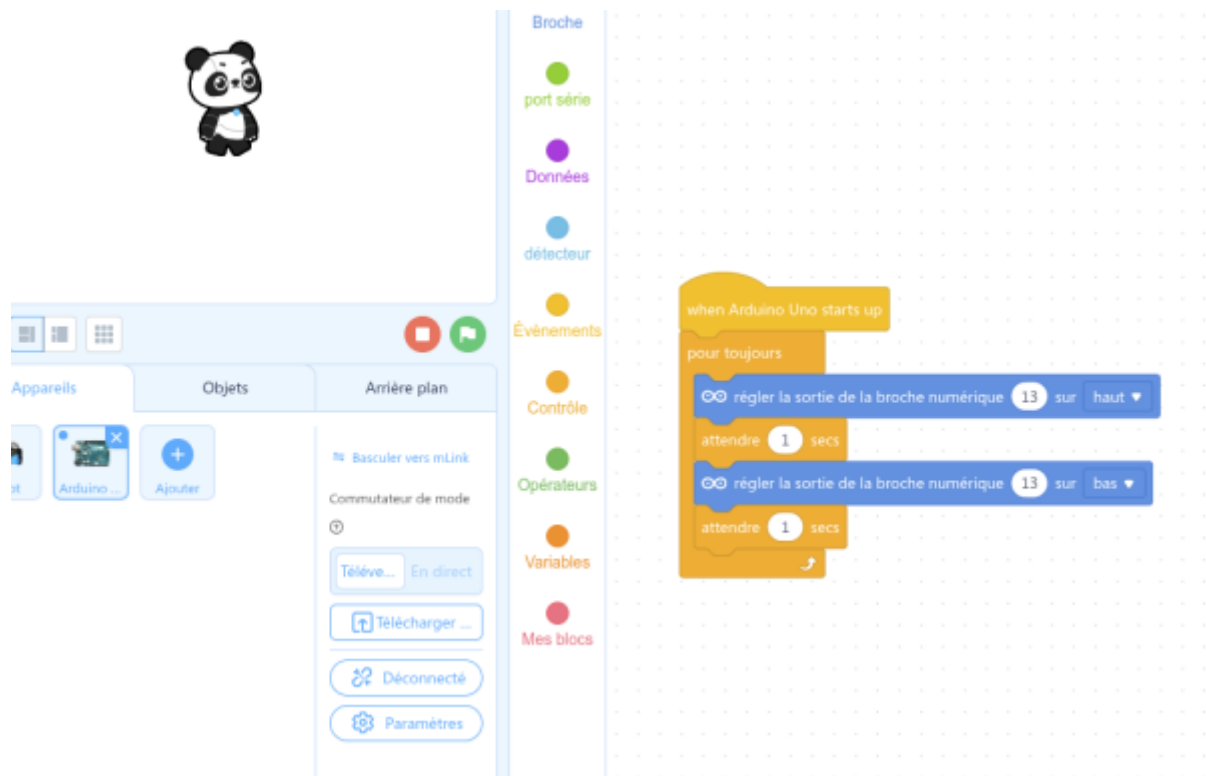 Broche
port série
Données
détecteur
Évènements
Contrôle
Opérateurs
Variables
Mes blocs
Appareils
Objets
Arrière plan
Arduino ...
Ajouter
Basculer vers mLink
Commutateur de mode
Téléve...
En direct
Télécharger ...
Déconnecté
Paramètres
when Arduino Uno starts up
pour toujours
régler la sortie de la broche numérique 13 sur haut
attendre 1 secs
régler la sortie de la broche numérique 13 sur bas
attendre 1 secs